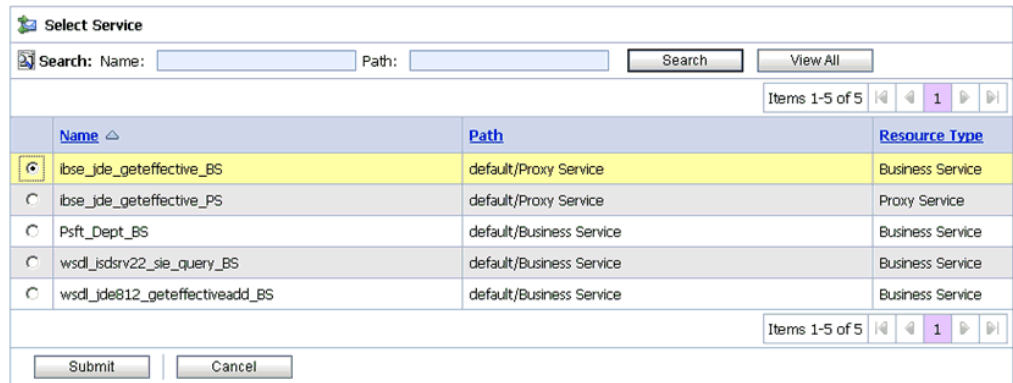 Select Service
Search: Name: Path: Search View All
Items 1-5 of 5 1
Name Path Resource Type
ibse_jde_geteffective_BS default/Proxy Service Business Service
ibse_jde_geteffective_PS default/Proxy Service Proxy Service
Psft_Dept_BS default/Business Service Business Service
wsdl_isdsrv22_sie_query_BS default/Business Service Business Service
wsdl_jde812_geteffectiveadd_BS default/Business Service Business Service
Items 1-5 of 5 1
Submit Cancel